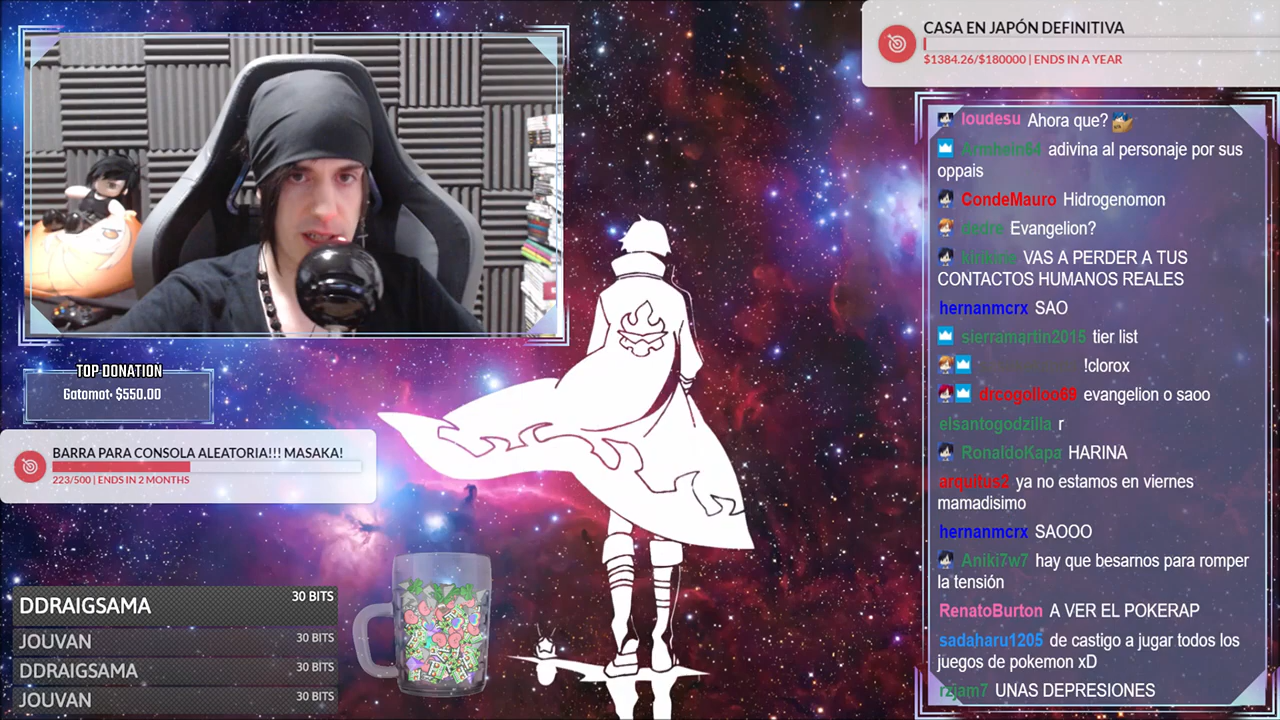 CASA EN JAPÓN DEFINITIVA
$1384.26/$180000 | ENDS IN A YEAR
loudesu Ahora que?
Armhein64 adivina al personaje por sus
oppais
CondeMauro Hidrogenomon
Evangelion?
VAS A PERDER A TUS
CONTACTOS HUMANOS REALES
hernanmcrx SAO
sierramartin2015 tier list
!clorox
drcogolloo69 evangelion o saoo
elsantogodzilla r
RonaldoKapa HARINA
arquitus2 ya no estamos en viernes
mamadisimo
hernanmcrx SAOOO
Aniki7w7 hay que besarnos para romper
la tensión
RenatoBurton A VER EL POKERAP
sadaharu1205 de castigo a jugar todos los
juegos de pokemon xD
rzjam7 UNAS DEPRESIONES
TOP DONATION
Gatomat: $550.00
BARRA PARA CONSOLA ALEATORIA!!! MASAKA!
223/500 | ENDS IN 2 MONTHS
DDRAIGSAMA 30 BITS
JOUVAN 30 BITS
DDRAIGSAMA 30 BITS
JOUVAN 30 BITS